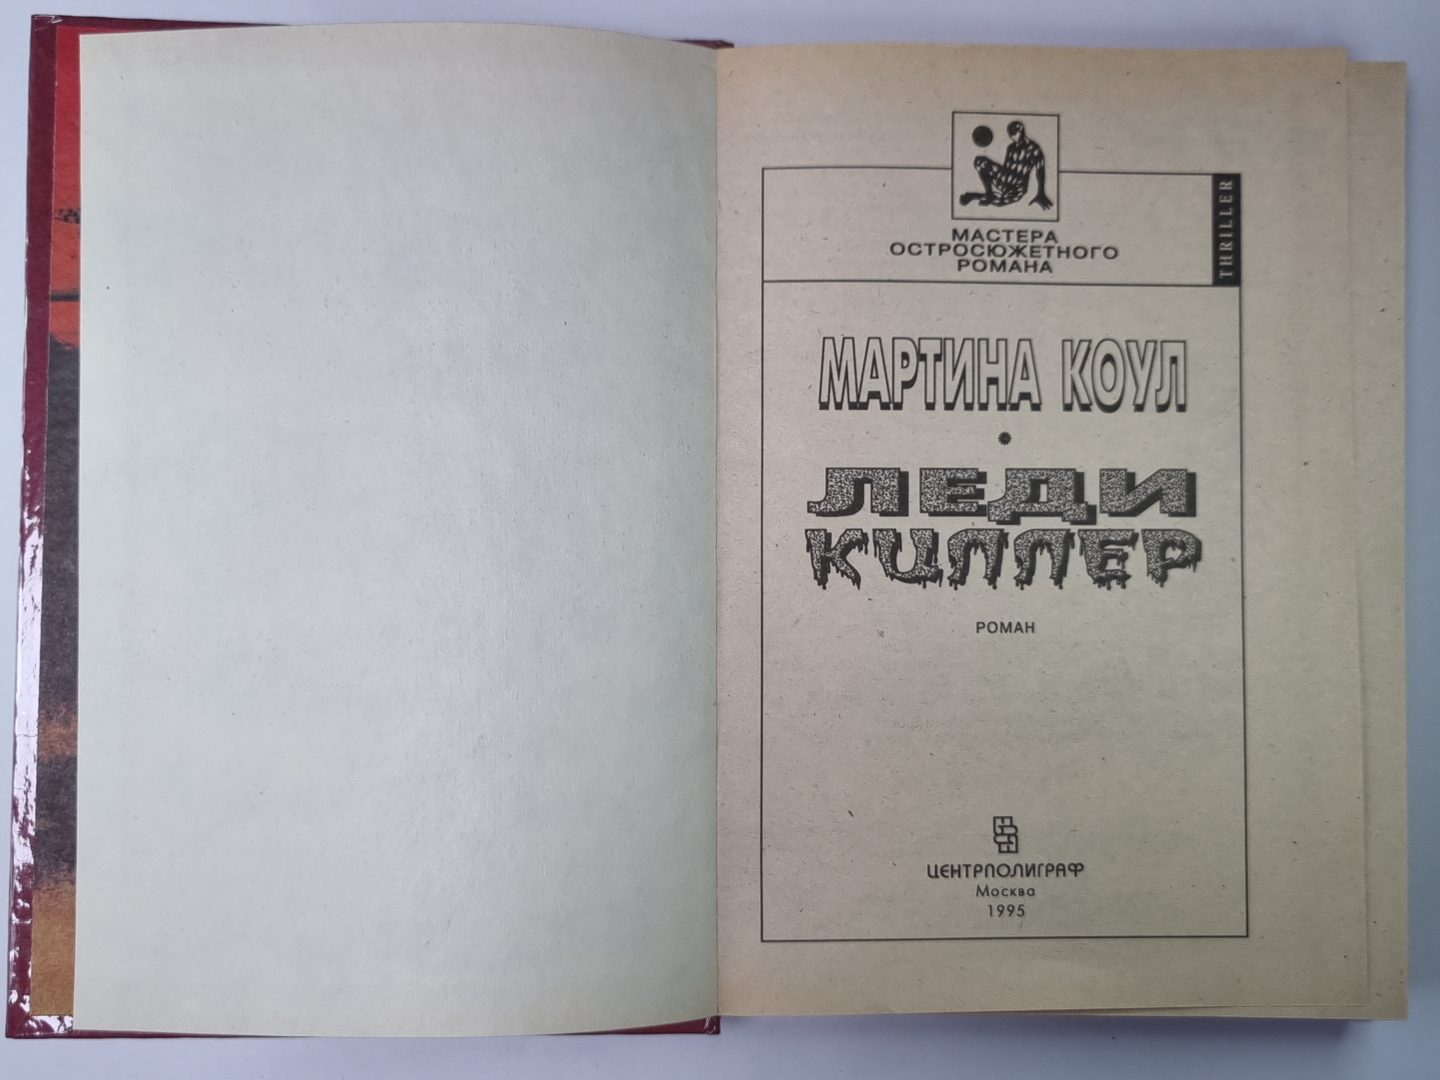 THRILLER
МАСТЕРА
ОСТРОСЮЖЕТНОГО
РОМАНА
МАРТИНА КОУЛ
ЛЕДИ
КИЛЛЕР
РОМАН
ЦЕНТРПОЛИГРАФ
Москва
1995